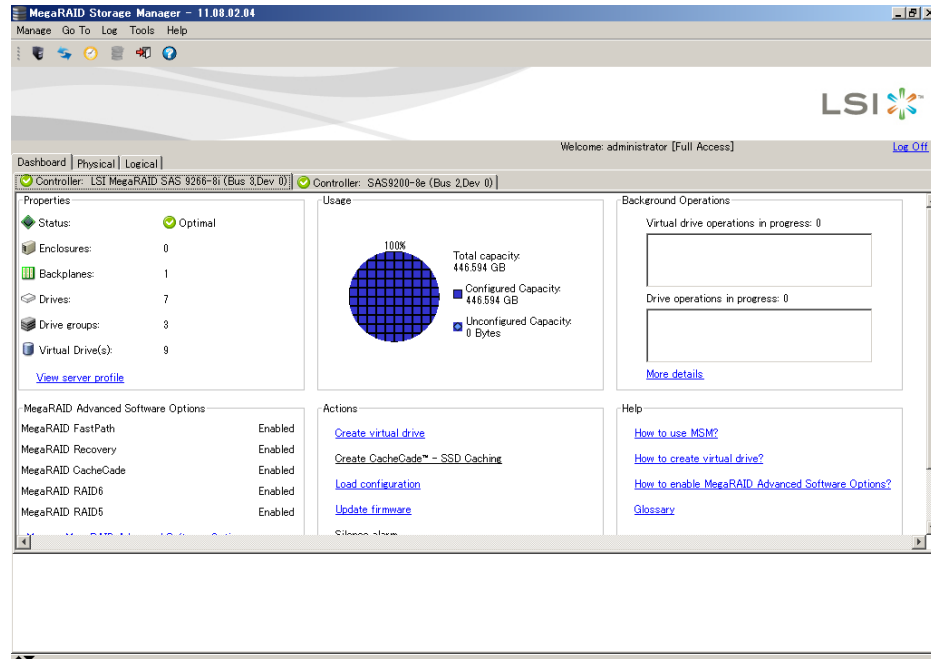 MegaRAID Storage Manager - 11.08.02.04
Manage Go To Log Tools Help
LSI
Welcome: administrator [Full Access]
Log Off
Dashboard Physical Logical
Controller: LSI MegaRAID SAS 9266-8i (Bus 3,Dev 0)
Controller: SAS9200-8e (Bus 2,Dev 0)
Properties
Status: Optimal
Enclosures: 0
Backplanes: 1
Drives: 7
Drive groups: 3
Virtual Drive(s): 9
View server profile
Usage
100%
Total capacity:
446.594 GB
Configured Capacity:
446.594 GB
Unconfigured Capacity:
0 Bytes
Background Operations
Virtual drive operations in progress: 0
Drive operations in progress: 0
More details
MegaRAID Advanced Software Options
MegaRAID FastPath Enabled
MegaRAID Recovery Enabled
MegaRAID CacheCade Enabled
MegaRAID RAID6 Enabled
MegaRAID RAID5 Enabled
Actions
Create virtual drive
Create CacheCade™ - SSD Caching
Load configuration
Update firmware
Silence alarm
Help
How to use MSM?
How to create virtual drive?
How to enable MegaRAID Advanced Software Options?
Glossary